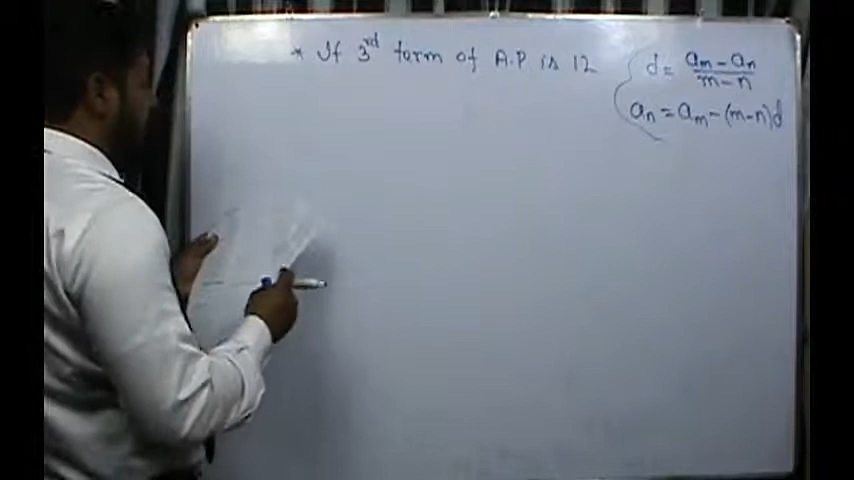 * If 3rd term of A.P is 12
d = am - an / m - n
an = am - (m-n)d